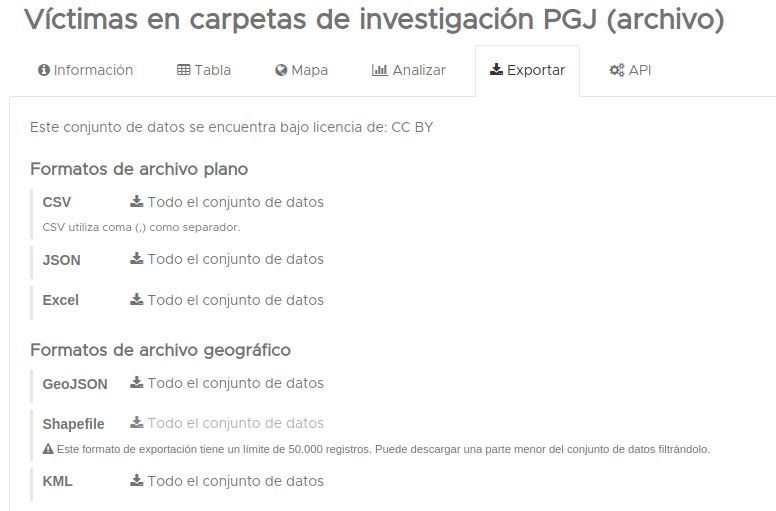 Víctimas en carpetas de investigación PGJ (archivo)
Información Tabla Mapa Analizar Exportar API
Este conjunto de datos se encuentra bajo licencia de: CC BY
Formatos de archivo plano
CSV Todo el conjunto de datos
CSV utiliza coma (,) como separador.
JSON Todo el conjunto de datos
Excel Todo el conjunto de datos
Formatos de archivo geográfico
GeoJSON Todo el conjunto de datos
Shapefile Todo el conjunto de datos
Este formato de exportación tiene un límite de 50.000 registros. Puede descargar una parte menor del conjunto de datos filtrándolo.
KML Todo el conjunto de datos